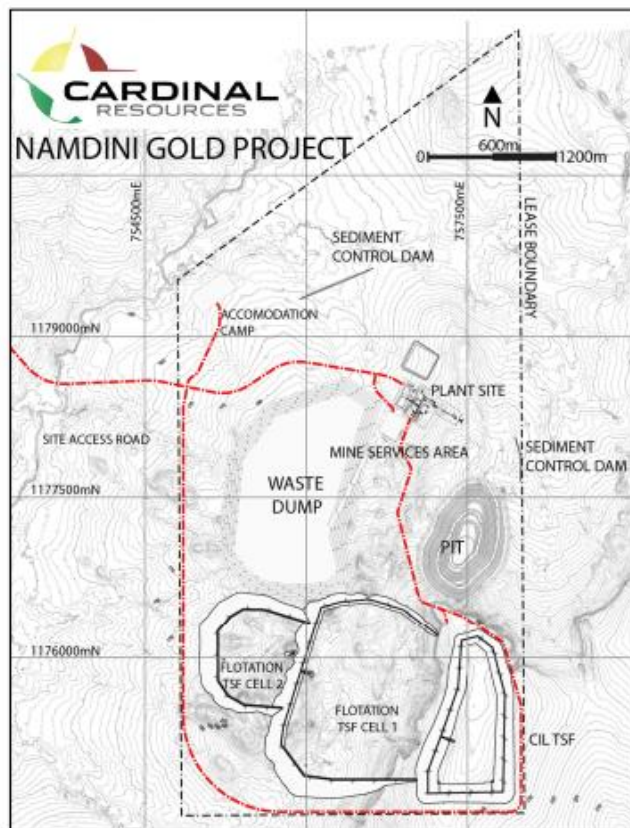 CARDINAL
RESOURCES
NAMDINI GOLD PROJECT
N
0 600m 1200m
754500mE
757500mE
LEASE BOUNDARY
SEDIMENT
CONTROL DAM
ACCOMODATION
CAMP
1179000mN
PLANT SITE
SITE ACCESS ROAD
MINE SERVICES AREA
SEDIMENT
CONTROL DAM
WASTE
DUMP
1177500mN
PIT
1176000mN
FLOTATION
TSF CELL 2
FLOTATION
TSF CELL 1
CIL TSF